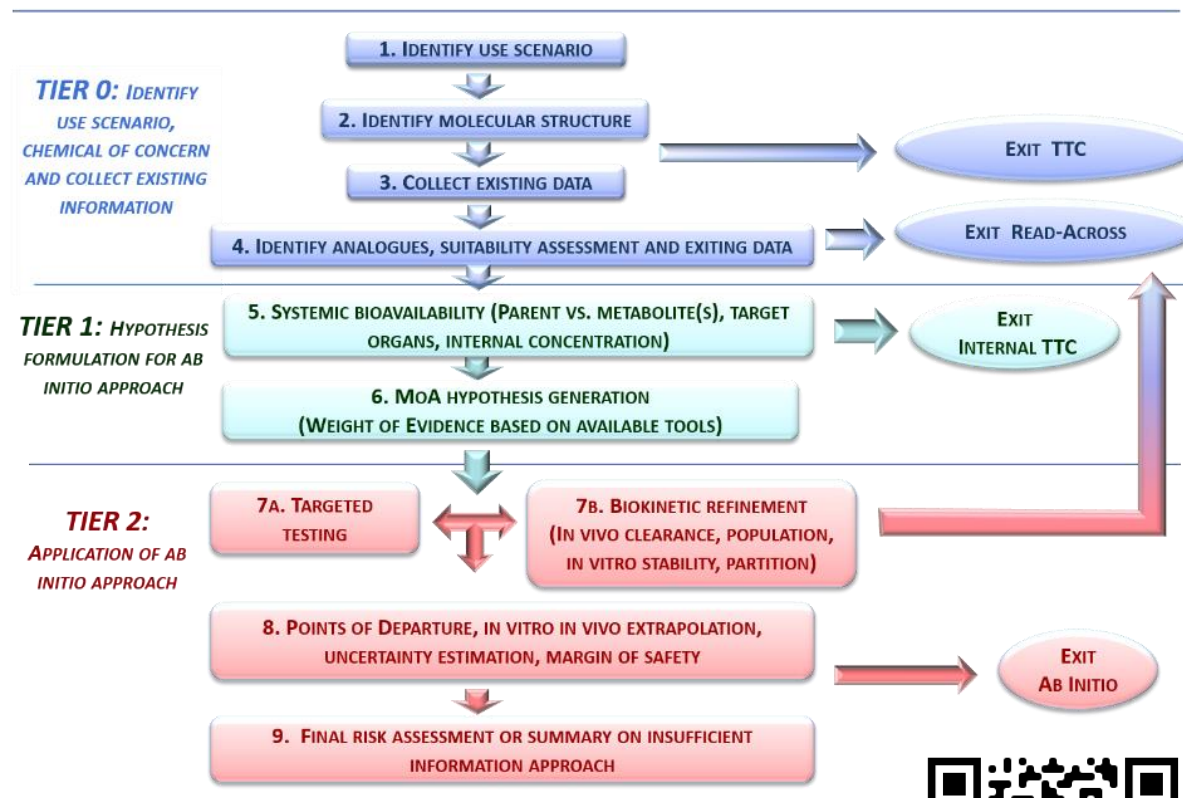 1. IDENTIFY USE SCENARIO
TIER 0: IDENTIFY
USE SCENARIO,
CHEMICAL OF CONCERN
AND COLLECT EXISTING
INFORMATION
2. IDENTIFY MOLECULAR STRUCTURE
EXIT TTC
3. COLLECT EXISTING DATA
4. IDENTIFY ANALOGUES, SUITABILITY ASSESSMENT AND EXITING DATA
EXIT READ-ACROSS
TIER 1: HYPOTHESIS
FORMULATION FOR AB
INITIO APPROACH
5. SYSTEMIC BIOAVAILABILITY (PARENT VS. METABOLITE(S), TARGET
ORGANS, INTERNAL CONCENTRATION)
EXIT
INTERNAL TTC
6. MOA HYPOTHESIS GENERATION
(WEIGHT OF EVIDENCE BASED ON AVAILABLE TOOLS)
TIER 2:
APPLICATION OF AB
INITIO APPROACH
7A. TARGETED
TESTING
7B. BIOKINETIC REFINEMENT
(IN VIVO CLEARANCE, POPULATION,
IN VITRO STABILITY, PARTITION)
8. POINTS OF DEPARTURE, IN VITRO IN VIVO EXTRAPOLATION,
UNCERTAINTY ESTIMATION, MARGIN OF SAFETY
EXIT
AB INITIO
9. FINAL RISK ASSESSMENT OR SUMMARY ON INSUFFICIENT
INFORMATION APPROACH